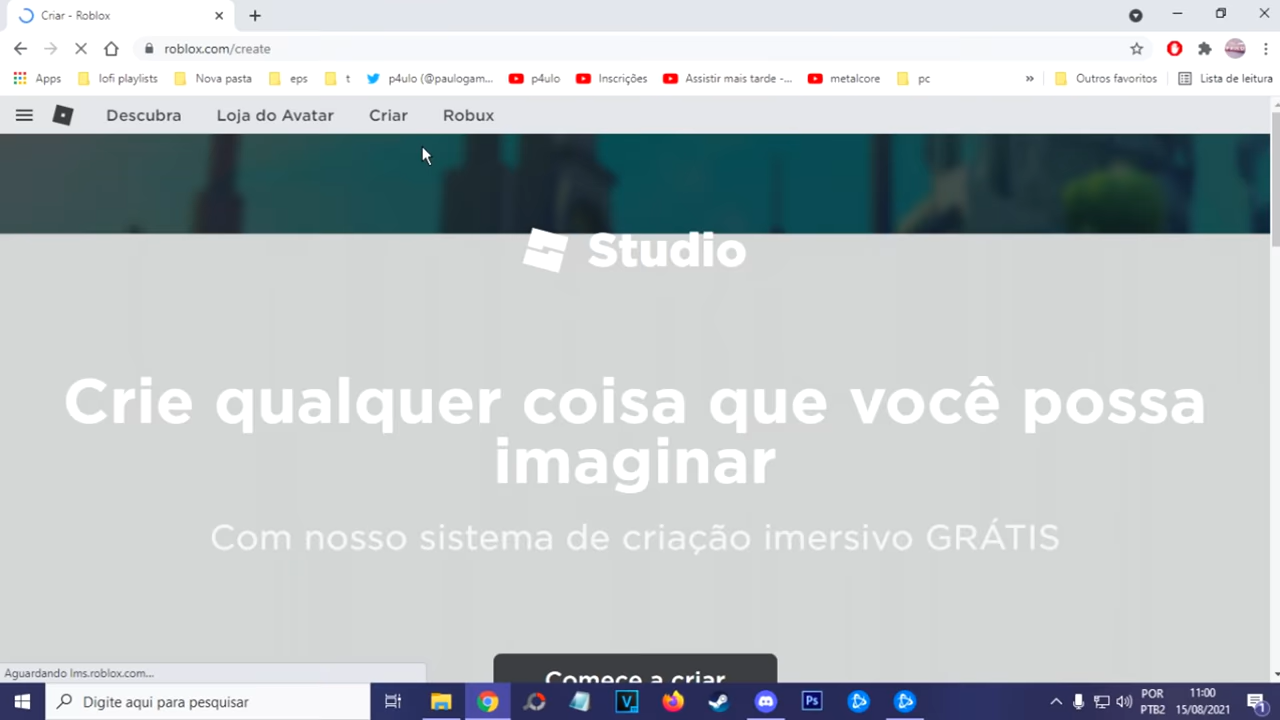 Criar - Roblox
roblox.com/create
Apps lofi playlists Nova pasta eps t p4ulo (@paulogam... p4ulo Inscrições Assistir mais tarde -... metalcore pc » Outros favoritos Lista de leitura
Descubra Loja do Avatar Criar Robux
Studio
Crie qualquer coisa que você possa
imaginar
Com nosso sistema de criação imersivo GRÁTIS
Comece a criar
Aguardando lms.roblox.com...
Digite aqui para pesquisar
Ps
POR
PTB2
11:00
15/08/2021
1